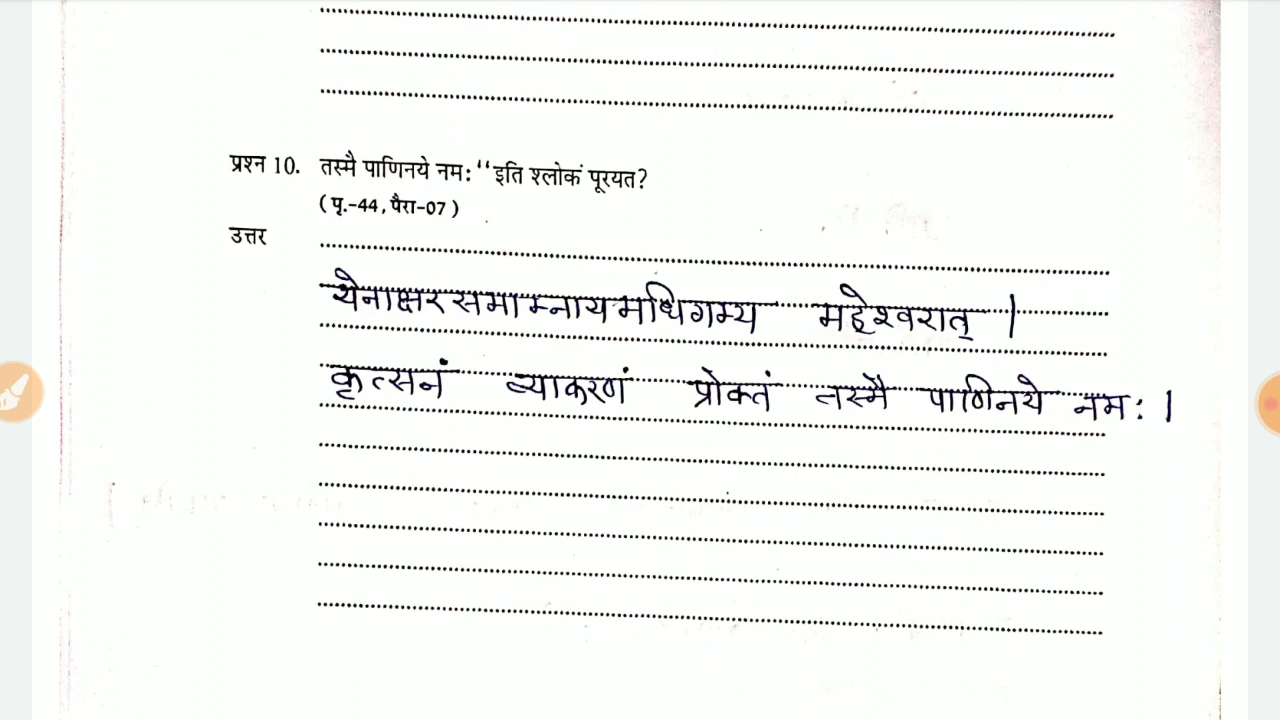 प्रश्न 10. तस्मै पाणिनये नमः ‘‘इति श्लोकं पूरयत?
(पृ.-44, पैरा-07)
उत्तर
येनाक्षरसमाम्नायमधिगम्य महेश्वरात् |
कृत्सनं व्याकरणं प्रोक्तं तस्मै पाणिनये नमः |